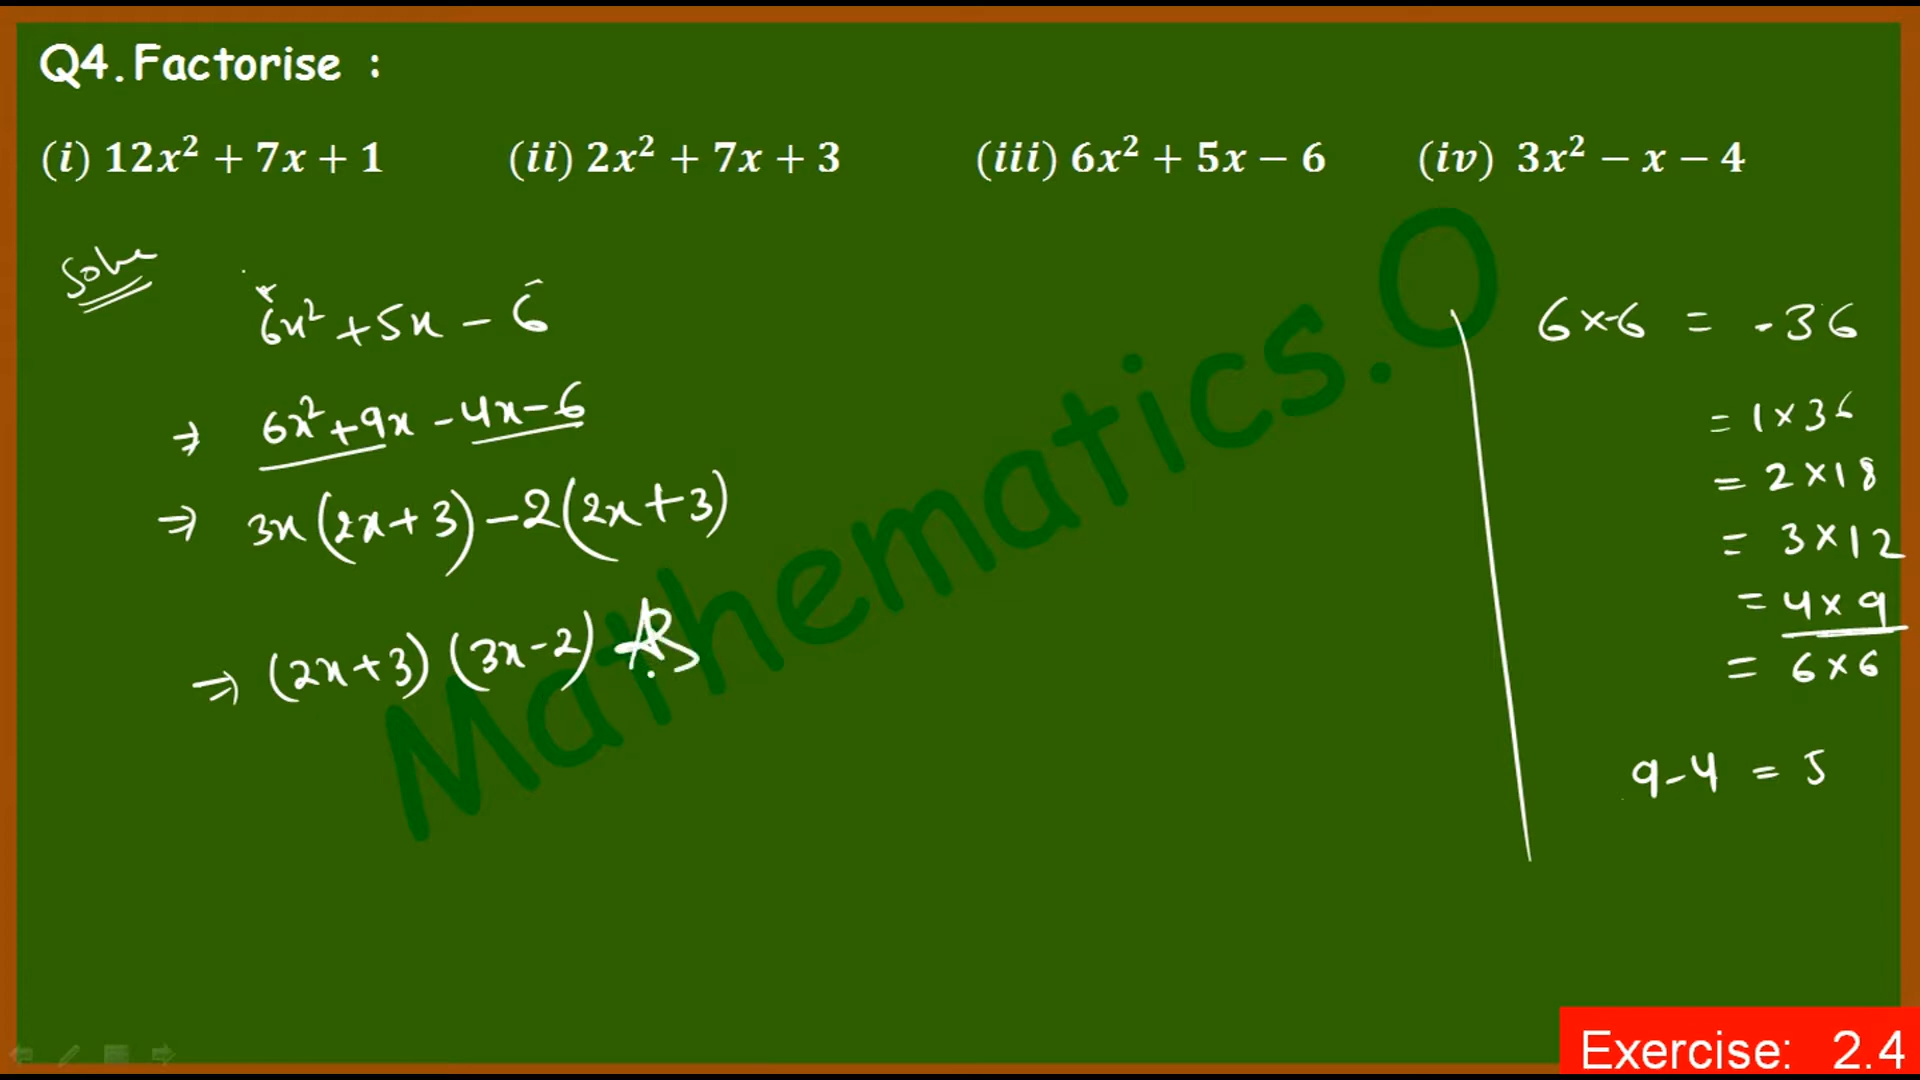 Q4. Factorise :
(i) 12x² + 7x + 1 (ii) 2x² + 7x + 3 (iii) 6x² + 5x − 6 (iv) 3x² − x − 4
Solve
6x² + 5x − 6
⇒ 6x² + 9x − 4x − 6
⇒ 3x(2x + 3) − 2(2x + 3)
⇒ (2x + 3)(3x − 2)
6 × -6 = -36
= 1 × 36
= 2 × 18
= 3 × 12
= 4 × 9
= 6 × 6
9 − 4 = 5
Mathematics.O
Exercise: 2.4